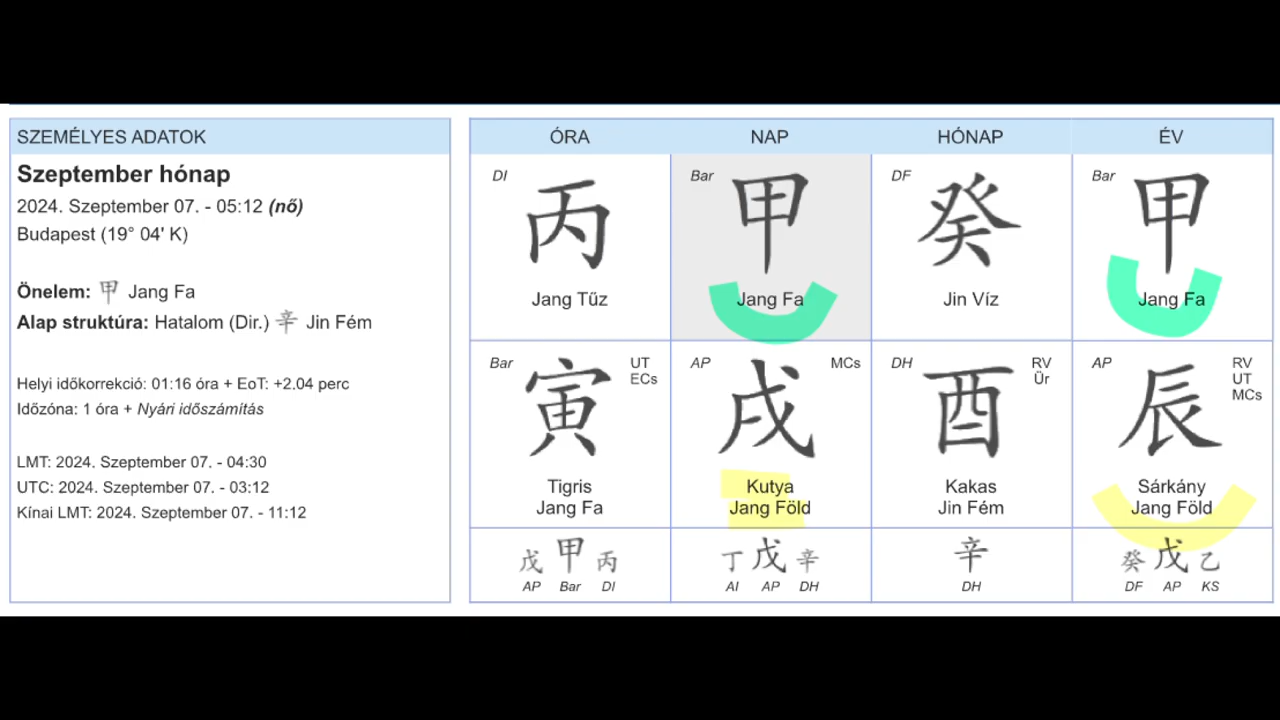 SZEMÉLYES ADATOK
Szeptember hónap
2024. Szeptember 07. - 05:12 (nő)
Budapest (19° 04' K)
Önelem: 甲 Jang Fa
Alap struktúra: Hatalom (Dir.) 辛 Jin Fém
Helyi időkorrekció: 01:16 óra + EoT: +2.04 perc
Időzóna: 1 óra + Nyári időszámítás
LMT: 2024. Szeptember 07. - 04:30
UTC: 2024. Szeptember 07. - 03:12
Kínai LMT: 2024. Szeptember 07. - 11:12
ÓRA NAP HÓNAP ÉV
DI 丙 Bar 甲 DF 癸 Bar 甲
Jang Tűz Jang Fa Jin Víz Jang Fa
Bar 寅 UT AP 戌 MCs DH 酉 RV AP 辰 RV
ECs Űr UT
MCs
Tigris Kutya Kakas Sárkány
Jang Fa Jang Föld Jin Fém Jang Föld
戊 甲 丙 丁 戊 辛 辛 癸 戊 乙
AP Bar DI AI AP DH DH DF AP KS